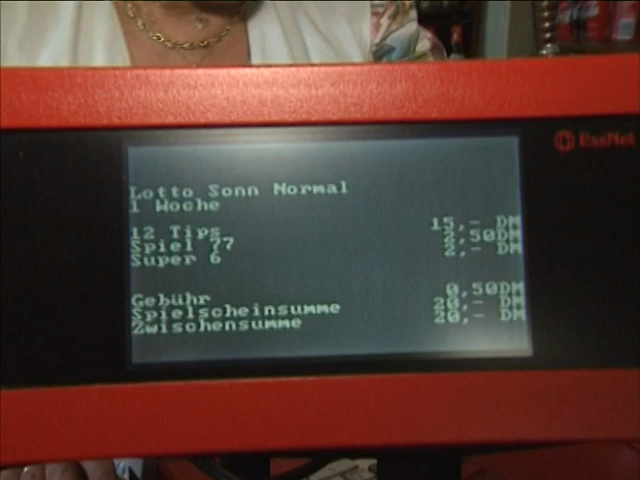 EssNet
Lotto Sonn Normal
1 Woche
12 Tips 15,- DM
Spiel 77 2,50DM
Super 6 2,- DM
Gebühr 0,50DM
Spielscheinsumme 20,- DM
Zwischensumme 20,- DM